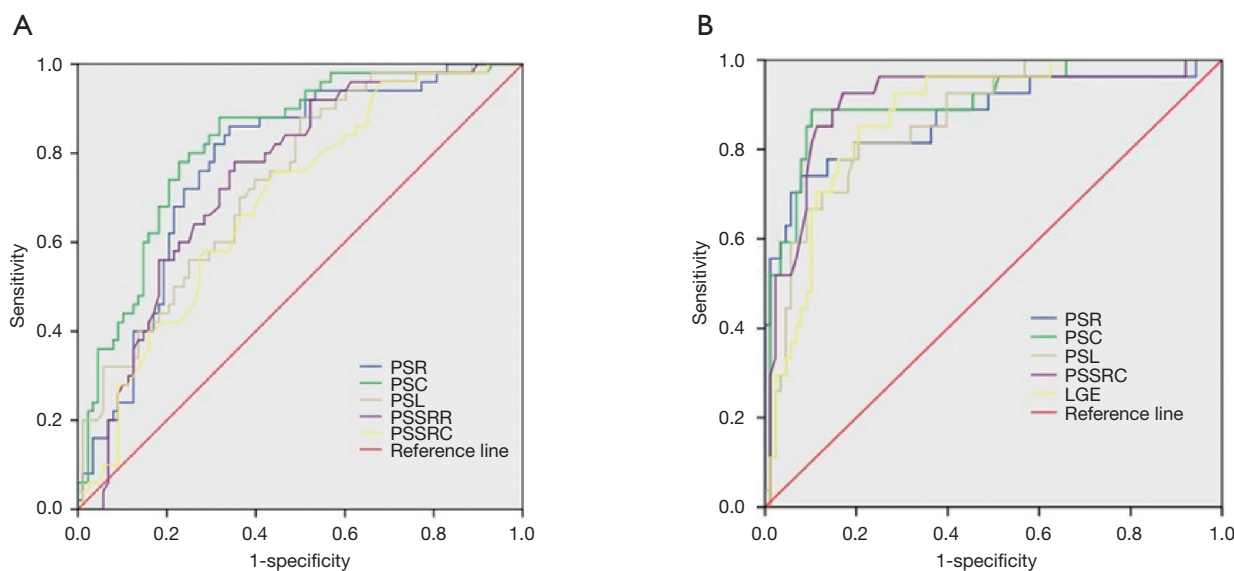 A
1.0
0.8
0.6
0.4
0.2
0.0
Sensitivity
0.0 0.2 0.4 0.6 0.8 1.0
1-specificity
PSR
PSC
PSL
PSSRR
PSSRC
Reference line
B
1.0
0.8
0.6
0.4
0.2
0.0
Sensitivity
0.0 0.2 0.4 0.6 0.8 1.0
1-specificity
PSR
PSC
PSL
PSSRC
LGE
Reference line